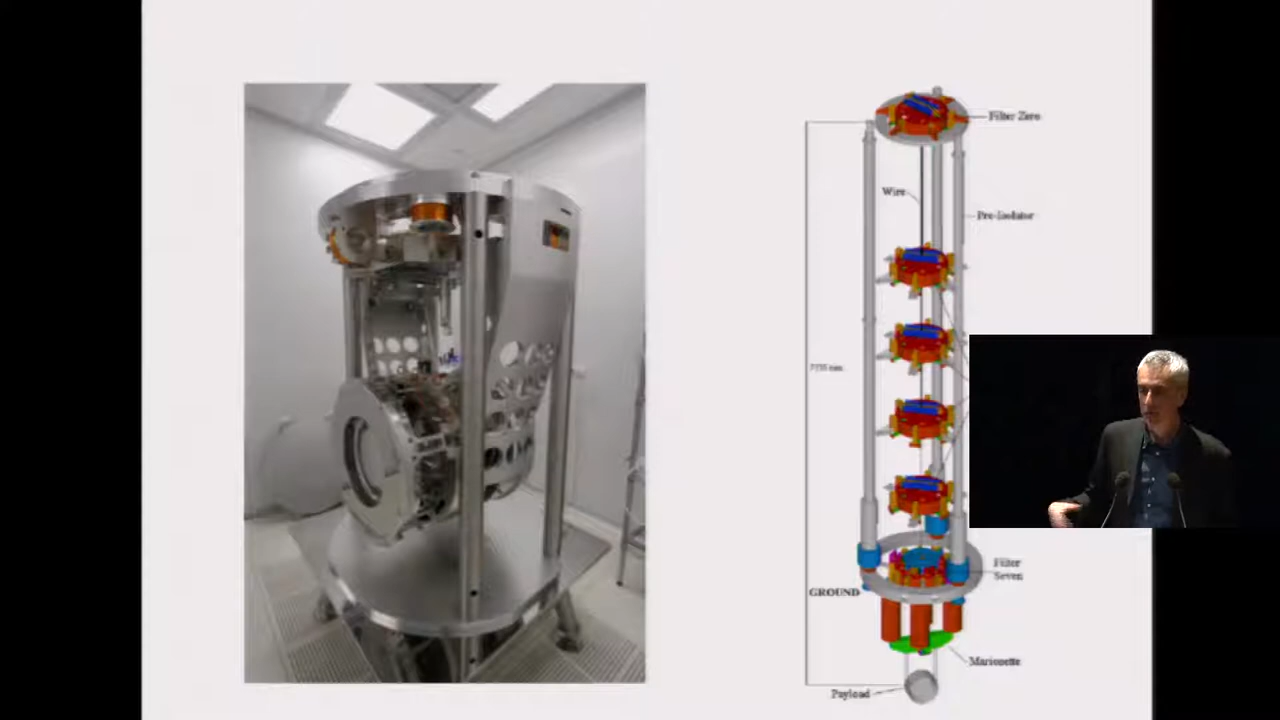 Filter Zero
Wire
Pre-Isolator
Filter
Seven
GROUND
Marionette
Payload